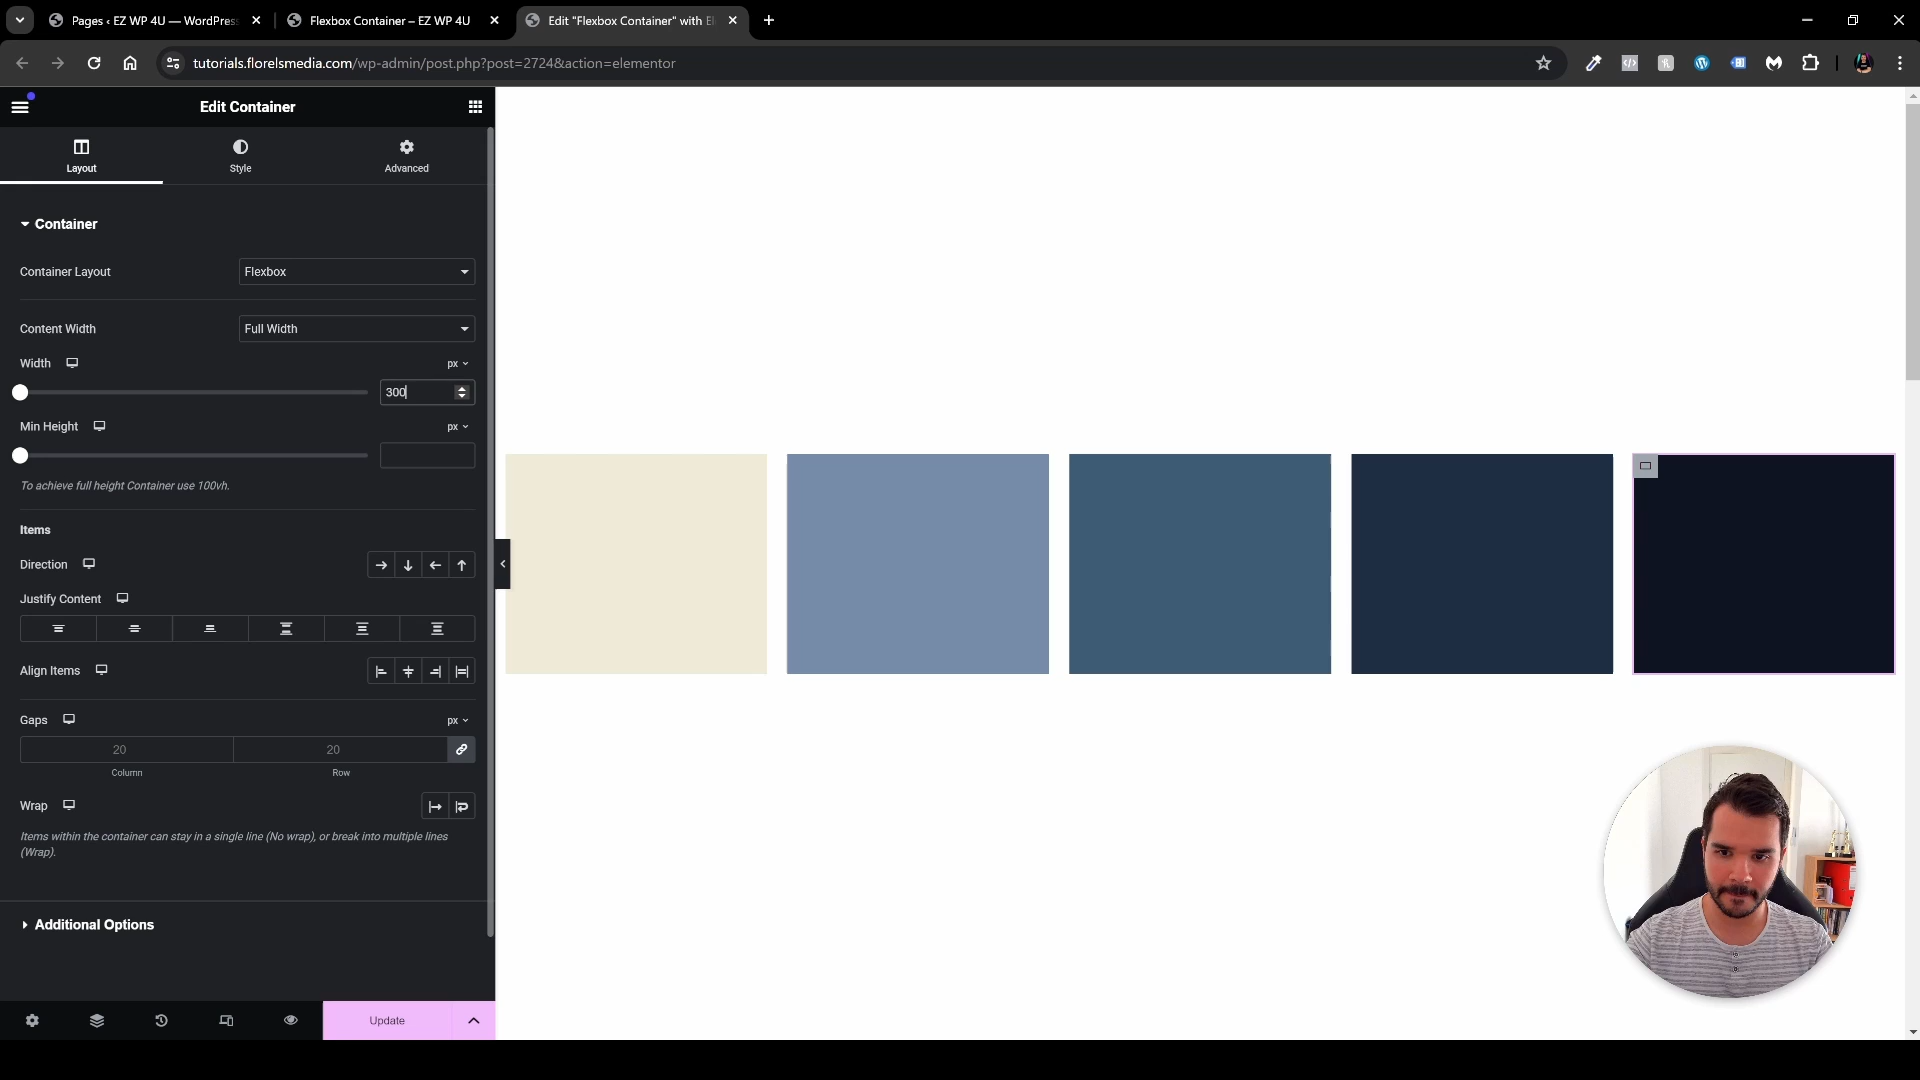 Pages ‹ EZ WP 4U — WordPress
Flexbox Container – EZ WP 4U
Edit "Flexbox Container" with El
tutorials.florelsmedia.com/wp-admin/post.php?post=2724&action=elementor
Edit Container
Layout
Style
Advanced
Container
Container Layout
Flexbox
Content Width
Full Width
Width
px
300
Min Height
px
To achieve full height Container use 100vh.
Items
Direction
Justify Content
Align Items
Gaps
px
20
20
Column
Row
Wrap
Items within the container can stay in a single line (No wrap), or break into multiple lines
(Wrap).
Additional Options
Update